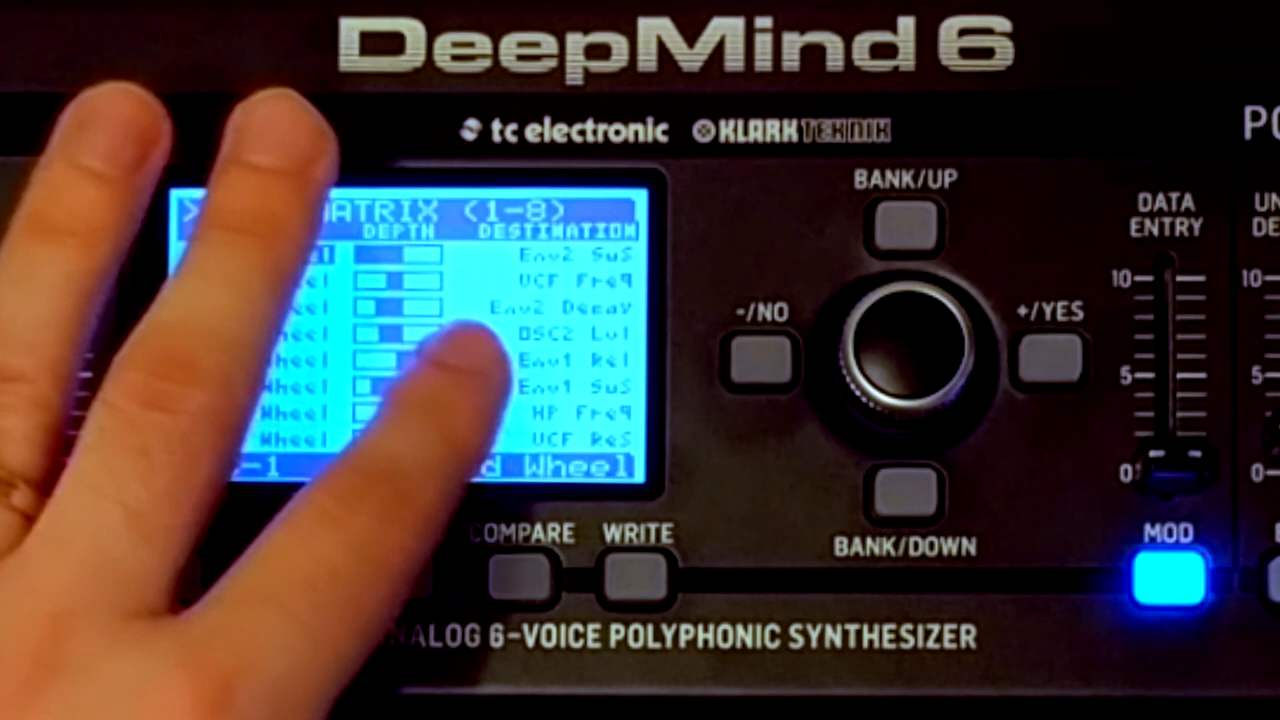 DeepMind 6
tc electronic KLARK TEKNIK
BANK/UP
DATA
ENTRY
MATRIX (1-8)
DEPTH DESTINATION
Env2 Sus
VCF Freq
Env2 Decay
OSC2 Lvl
Wheel Env1 Rel
Wheel Env1 Sus
Wheel HP Freq
Wheel VCF Res
-1 Wheel
-/NO
+/YES
10 10
5 5
0 0
COMPARE WRITE
BANK/DOWN
MOD
ANALOG 6-VOICE POLYPHONIC SYNTHESIZER